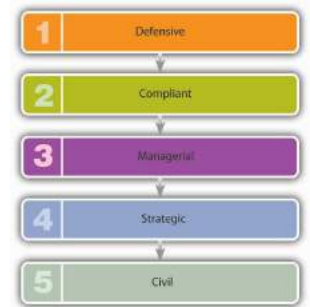 1 Defensive
2 Compliant
3 Managerial
4 Strategic
5 Civil